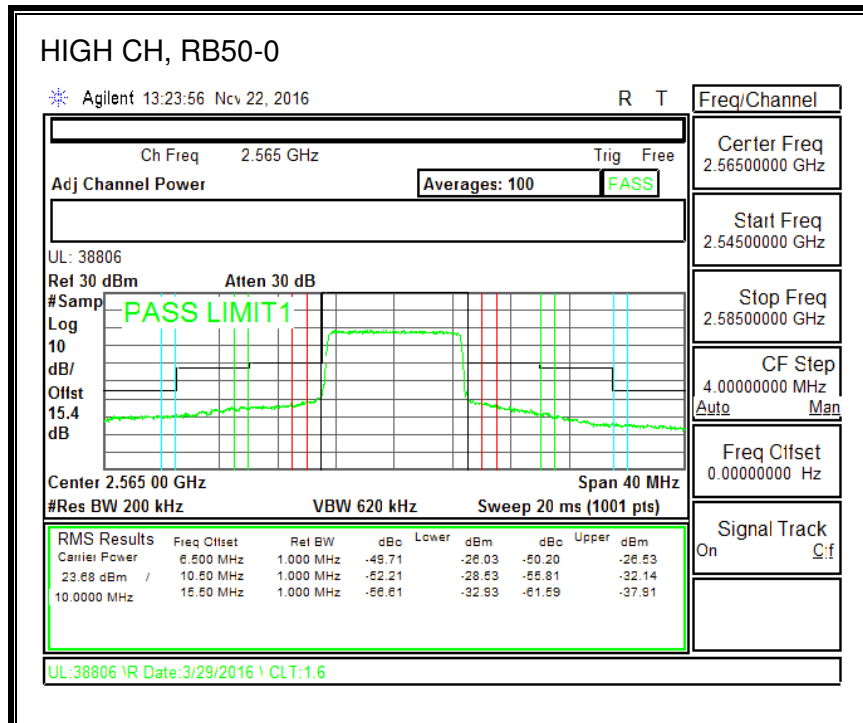 HIGH CH, RB50-0
Agilent 13:23:56 Nov 22, 2016 R T
Freq/Channel
Ch Freq 2.565 GHz Trig Free
Adj Channel Power Averages: 100 PASS
UL: 38806
Ref 30 dBm Atten 30 dB
#Samp
Log
10
dB/
Offst
15.4
dB
PASS LIMIT1
Center 2.565 00 GHz Span 40 MHz
#Res BW 200 kHz VBW 620 kHz Sweep 20 ms (1001 pts)
RMS Results Freq Offset Ref BW dBc Lower dBm dBc Upper dBm
Carrier Power 6.500 MHz 1.000 MHz -49.71 -26.03 -50.20 -26.53
23.68 dBm / 10.50 MHz 1.000 MHz -52.21 -28.53 -55.81 -32.14
10.0000 MHz 15.50 MHz 1.000 MHz -56.61 -32.93 -61.59 -37.91
Center Freq
2.56500000 GHz
Start Freq
2.54500000 GHz
Stop Freq
2.58500000 GHz
CF Step
4.00000000 MHz
Auto Man
Freq Offset
0.00000000 Hz
Signal Track
On Off
UL:38806 \R Date:3/29/2016 \ CLT:1.6